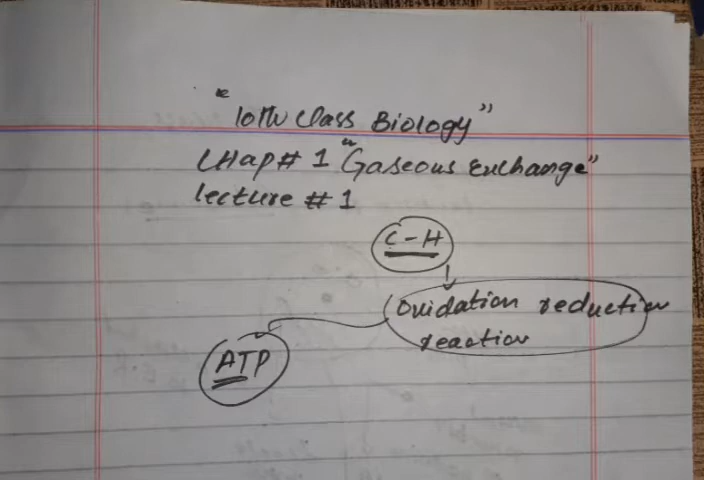 "10th Class Biology"
CHap # 1 "Gaseous Exchange"
lecture # 1
C-H
Oxidation reduction
reaction
ATP